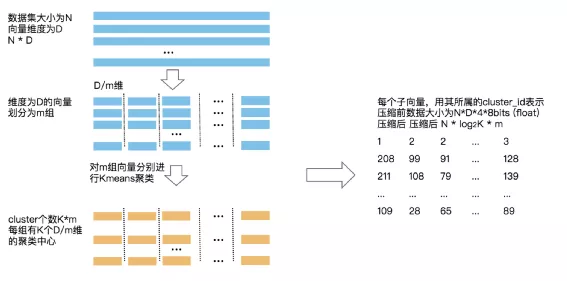 数据集大小为N
向量维度为D
N * D
...
D/m维
维度为D的向量
划分为m组
...
...
对m组向量分别进
行Kmeans聚类
cluster个数K*m
每组有K个D/m维
的聚类中心
...
...
每个子向量，用其所属的cluster_id表示
压缩前数据大小为N*D*4*8bits (float)
压缩后 压缩后 N * log₂K * m
1 2 2 ... 3
208 99 91 ... 128
211 108 79 ... 139
... ... ... ...
109 28 65 ... 89